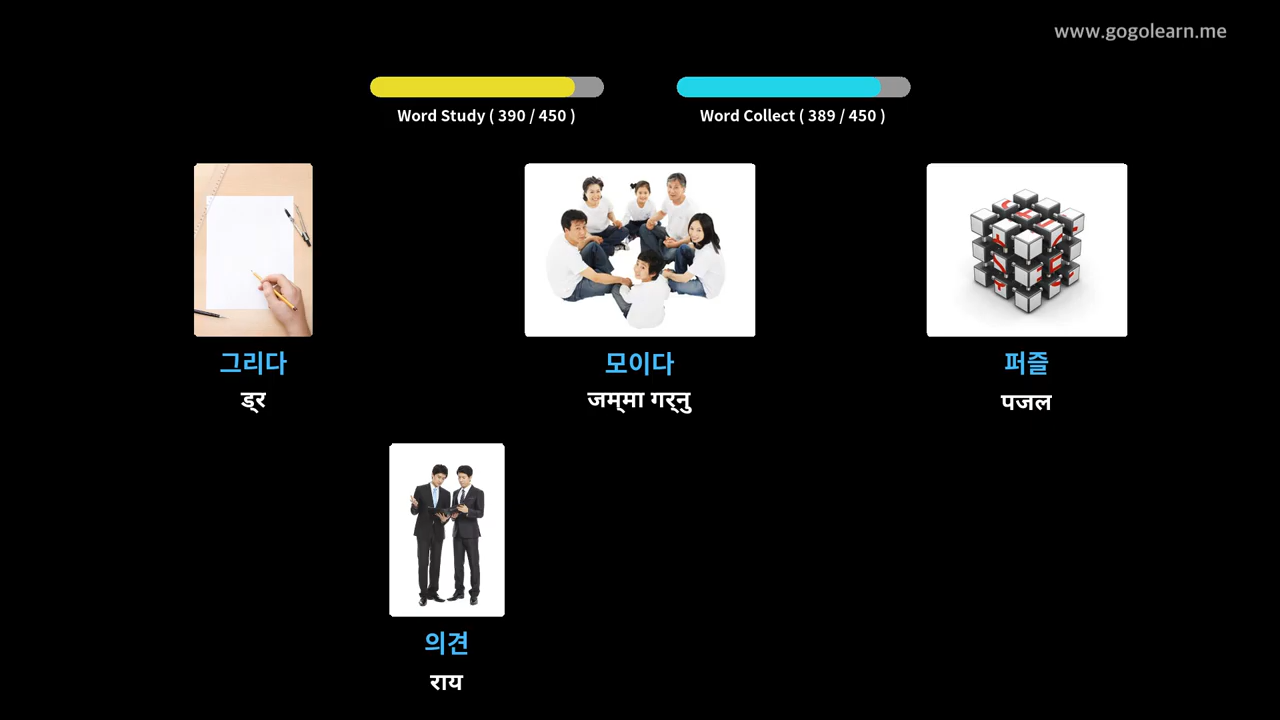 www.gogolearn.me
Word Study ( 390 / 450 )
Word Collect ( 389 / 450 )
그리다
ड्र
모이다
जम्मा गर्नु
퍼즐
पजल
의견
राय